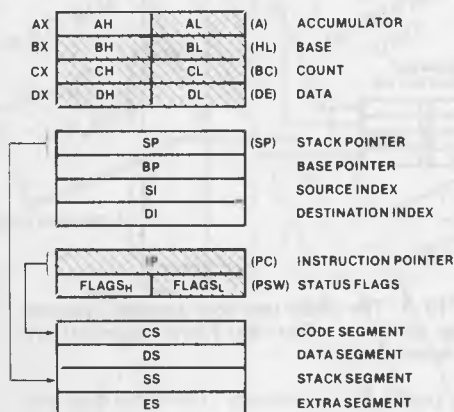 AX AH AL (A) ACCUMULATOR
BX BH BL (HL) BASE
CX CH CL (BC) COUNT
DX DH DL (DE) DATA
SP (SP) STACK POINTER
BP BASE POINTER
SI SOURCE INDEX
DI DESTINATION INDEX
IP (PC) INSTRUCTION POINTER
FLAGSH FLAGSL (PSW) STATUS FLAGS
CS CODE SEGMENT
DS DATA SEGMENT
SS STACK SEGMENT
ES EXTRA SEGMENT